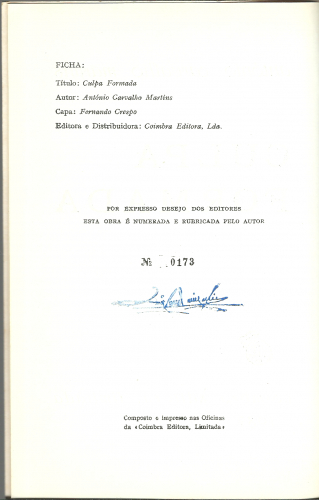 FICHA:
Título: Culpa Formada
Autor: António Carvalho Martins
Capa: Fernando Crespo
Editora e Distribuidora: Coimbra Editora, Lda.
POR EXPRESSO DESEJO DOS EDITORES
ESTA OBRA É NUMERADA E RUBRICADA PELO AUTOR
№ 0173
Composto e impresso nas Oficinas
da «Coimbra Editora, Limitada»